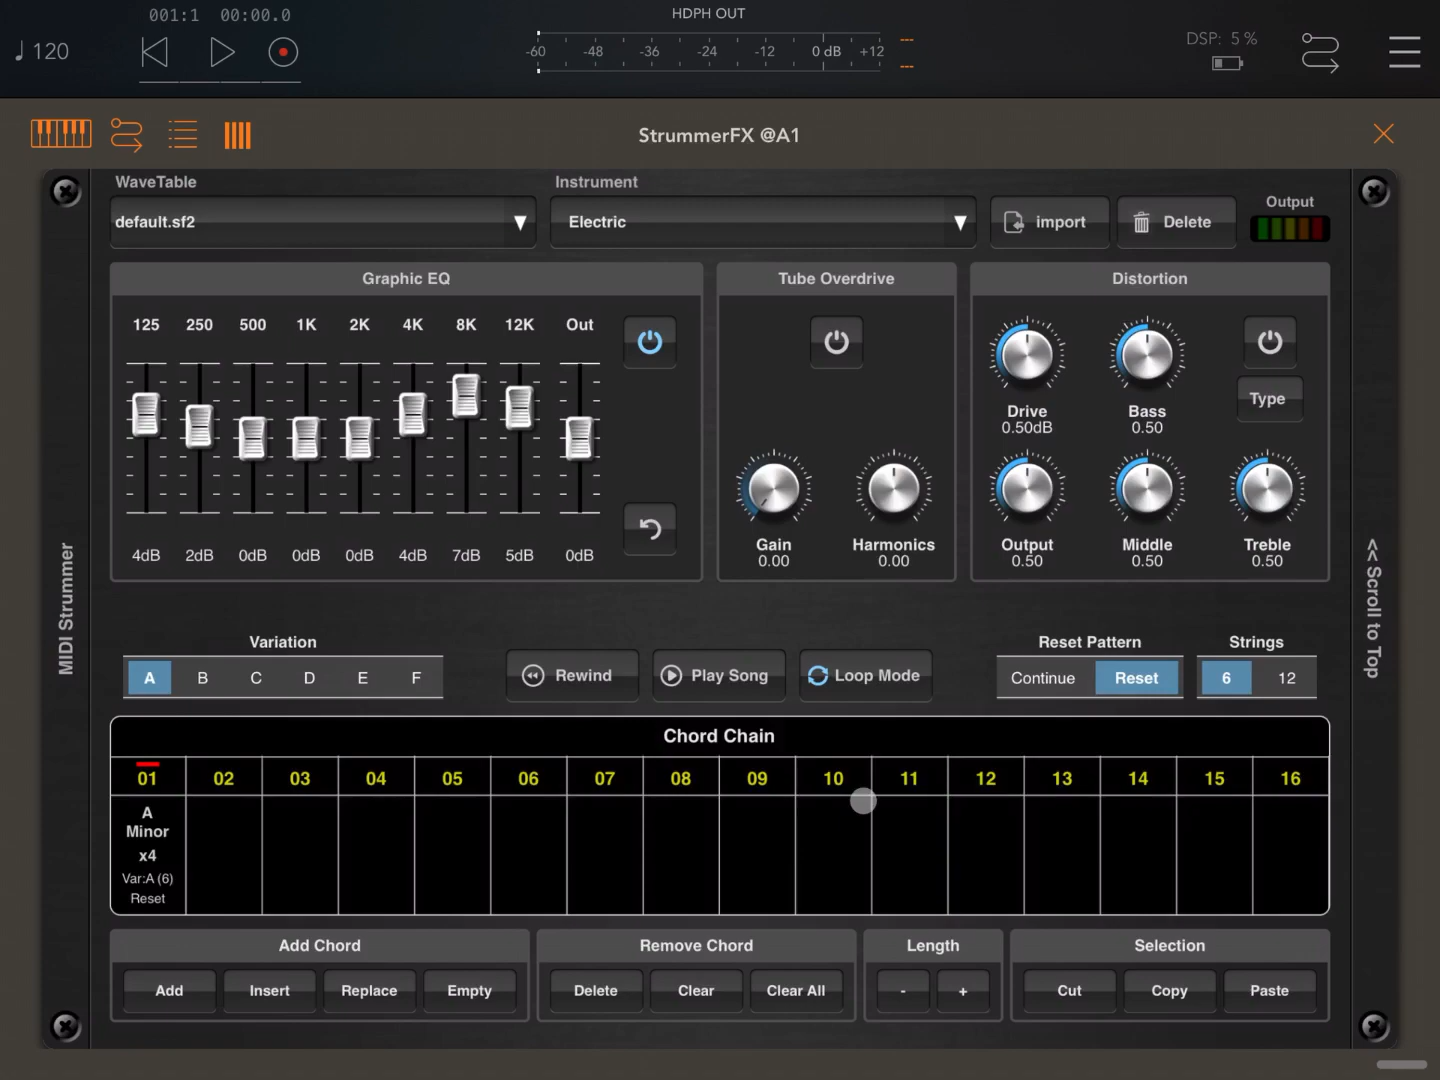 001:1 00:00.0
HDPH OUT
♩120
-60 -48 -36 -24 -12 0 dB +12
---
---
DSP: 5 %
StrummerFX @A1
WaveTable
default.sf2
Instrument
Electric
import
Delete
Output
Graphic EQ
125 250 500 1K 2K 4K 8K 12K Out
4dB 2dB 0dB 0dB 0dB 4dB 7dB 5dB 0dB
Tube Overdrive
Gain Harmonics
0.00 0.00
Distortion
Type
Drive Bass
0.50dB 0.50
Output Middle Treble
0.50 0.50 0.50
MIDI Strummer
<< Scroll to Top
Variation
A B C D E F
Rewind
Play Song
Loop Mode
Reset Pattern
Continue Reset
Strings
6 12
Chord Chain
01 02 03 04 05 06 07 08 09 10 11 12 13 14 15 16
A
Minor
x4
Var:A (6)
Reset
Add Chord
Add Insert Replace Empty
Remove Chord
Delete Clear Clear All
Length
- +
Selection
Cut Copy Paste